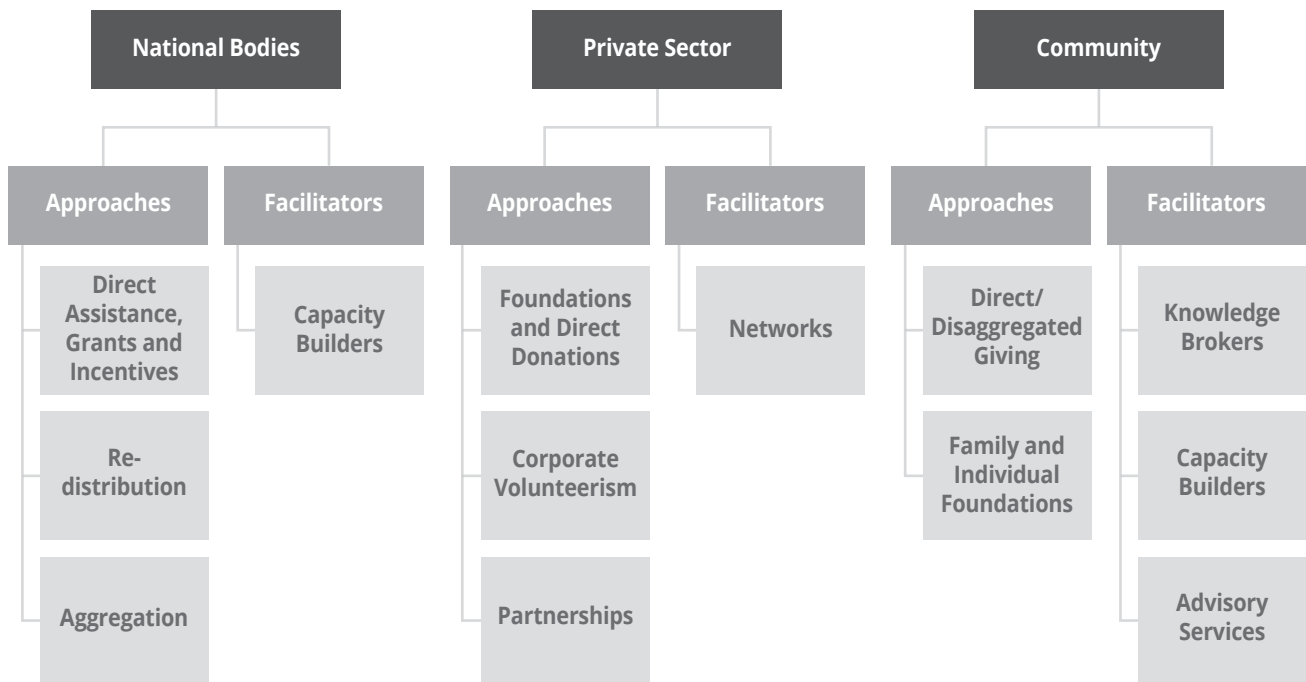 National Bodies
Private Sector
Community
Approaches
Facilitators
Approaches
Facilitators
Approaches
Facilitators
Direct
Assistance,
Grants and
Incentives
Capacity
Builders
Foundations
and Direct
Donations
Networks
Direct/
Disaggregated
Giving
Knowledge
Brokers
Re-
distribution
Corporate
Volunteerism
Family and
Individual
Foundations
Capacity
Builders
Aggregation
Partnerships
Advisory
Services